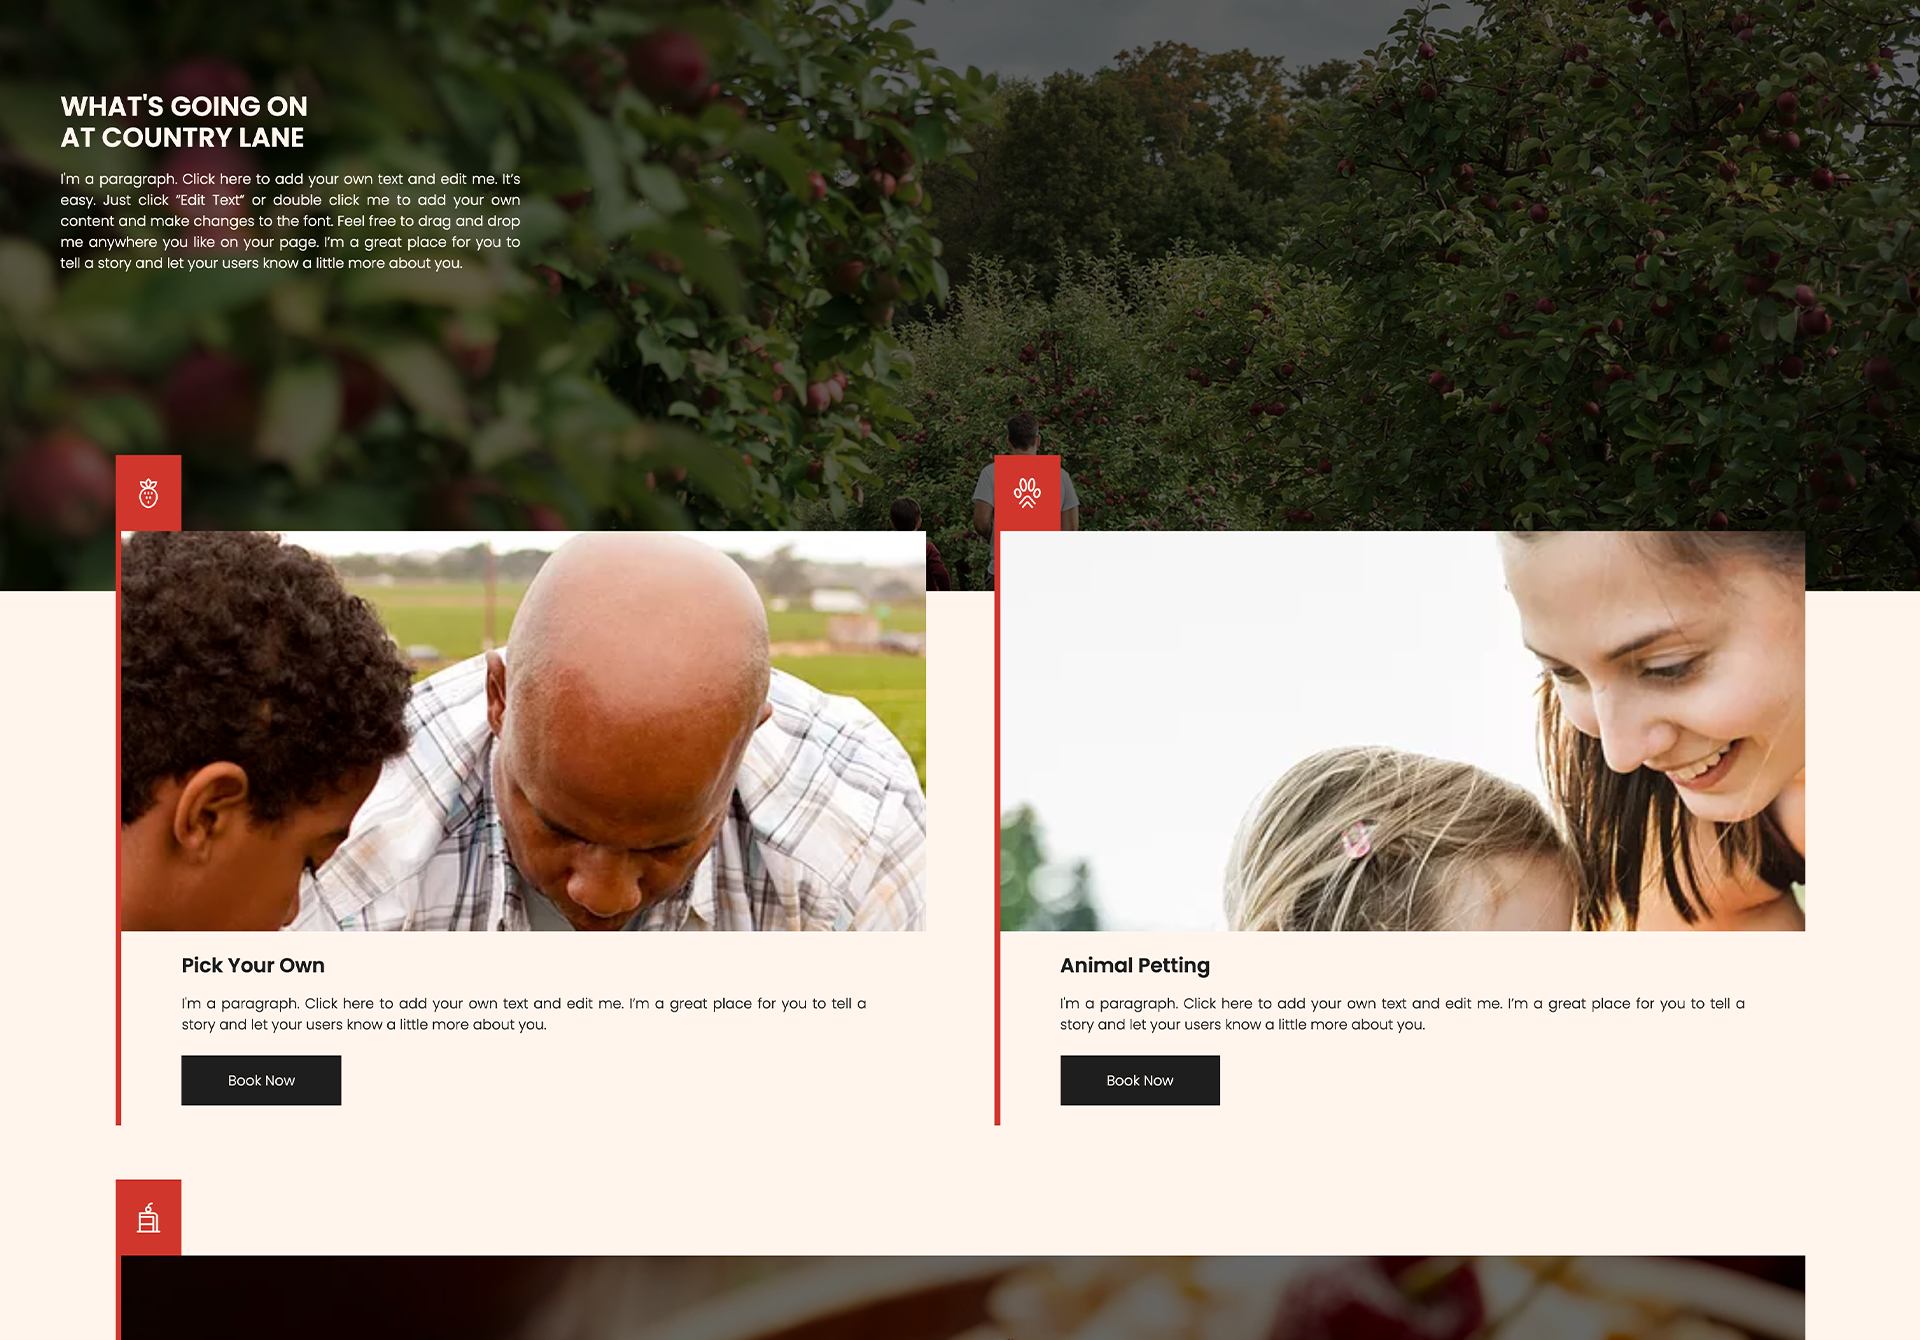 WHAT'S GOING ON
AT COUNTRY LANE
I'm a paragraph. Click here to add your own text and edit me. It's
easy. Just click “Edit Text” or double click me to add your own
content and make changes to the font. Feel free to drag and drop
me anywhere you like on your page. I'm a great place for you to
tell a story and let your users know a little more about you.
Pick Your Own
I'm a paragraph. Click here to add your own text and edit me. I'm a great place for you to tell a
story and let your users know a little more about you.
Book Now
Animal Petting
I'm a paragraph. Click here to add your own text and edit me. I'm a great place for you to tell a
story and let your users know a little more about you.
Book Now